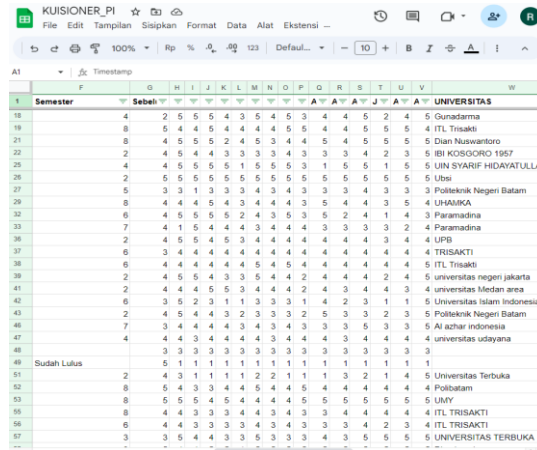 KUISIONER_PI
File Edit Tampilan Sisipkan Format Data Alat Ekstensi ...
R
100% Rp % .0 .00 123 Defaul... − 10 + B I A
A1 fx Timestamp
F G H I J K L M N O P Q R S T U V W
1 Semester Sebel A A A J A A UNIVERSITAS
18 4 2 5 5 5 4 3 5 4 5 3 4 4 5 2 4 5 Gunadarma
19 8 5 4 4 5 4 4 4 4 5 5 4 4 5 5 5 4 ITL Trisakti
21 8 4 5 5 5 2 4 5 3 4 4 5 4 5 5 5 5 Dian Nuswantoro
22 2 4 5 4 4 3 3 3 3 4 3 3 3 4 2 3 5 IBI KOSGORO 1957
25 4 4 5 5 5 5 1 5 5 5 3 1 5 5 1 5 5 UIN SYARIF HIDAYATULLA
26 2 5 5 5 5 5 5 5 5 5 5 5 5 5 5 5 5 Ubsi
27 5 3 3 1 3 3 3 4 3 4 3 3 3 4 3 3 3 Politeknik Negeri Batam
29 8 4 4 4 5 4 3 4 4 4 3 5 4 4 3 5 4 UHAMKA
32 6 4 5 5 5 5 2 4 3 5 3 5 2 4 1 4 3 Paramadina
33 7 4 1 5 4 4 4 3 4 4 4 3 3 3 3 2 4 Paramadina
36 2 4 5 5 4 5 3 4 4 4 4 4 4 4 3 4 4 UPB
37 6 3 4 4 4 4 4 4 4 4 4 4 4 4 4 4 4 TRISAKTI
38 6 4 4 4 4 4 5 4 5 4 4 4 4 4 4 4 5 ITL Trisakti
39 2 4 5 5 4 3 3 5 4 4 2 4 4 4 2 4 5 universitas negeri jakarta
41 2 4 4 4 5 5 3 4 4 4 2 4 3 4 4 3 4 universitas Medan area
42 6 3 5 2 3 1 1 3 3 3 1 4 2 3 1 1 5 Universitas Islam Indonesia
43 2 4 5 4 4 3 2 3 3 3 2 5 3 3 2 3 5 Politeknik Negeri Batam
46 7 3 4 4 4 4 3 4 3 4 3 3 3 5 3 3 5 Al azhar indonesia
47 4 4 4 3 4 4 4 4 4 3 4 4 3 4 4 4 4 universitas udayana
48 3 3 3 3 3 3 3 3 3 3 3 3 3 3 3 3
49 Sudah Lulus 5 1 1 1 1 1 1 1 1 1 1 1 1 1 1 1
51 2 4 3 1 1 1 1 2 2 1 1 1 3 2 1 4 5 Universitas Terbuka
52 8 5 4 3 3 4 4 5 4 4 5 4 4 4 4 4 4 Polibatam
53 8 5 5 5 4 5 4 4 4 4 5 5 5 5 5 5 5 UMY
55 8 4 4 3 3 3 4 5 4 4 3 3 4 4 4 4 4 ITL TRISAKTI
56 6 4 4 3 3 3 4 3 4 4 3 3 3 4 2 3 4 ITL TRISAKTI
57 3 3 5 4 4 3 3 5 3 3 3 4 3 5 5 5 5 UNIVERSITAS TERBUKA